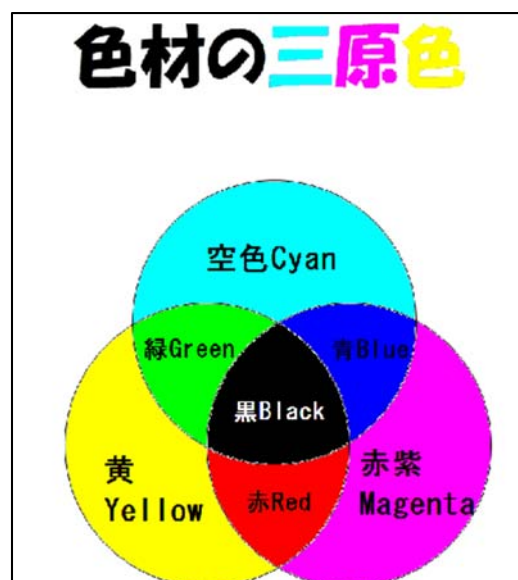 色材の三原色
空色Cyan
緑Green
青Blue
黒Black
黄
Yellow
赤Red
赤紫
Magenta